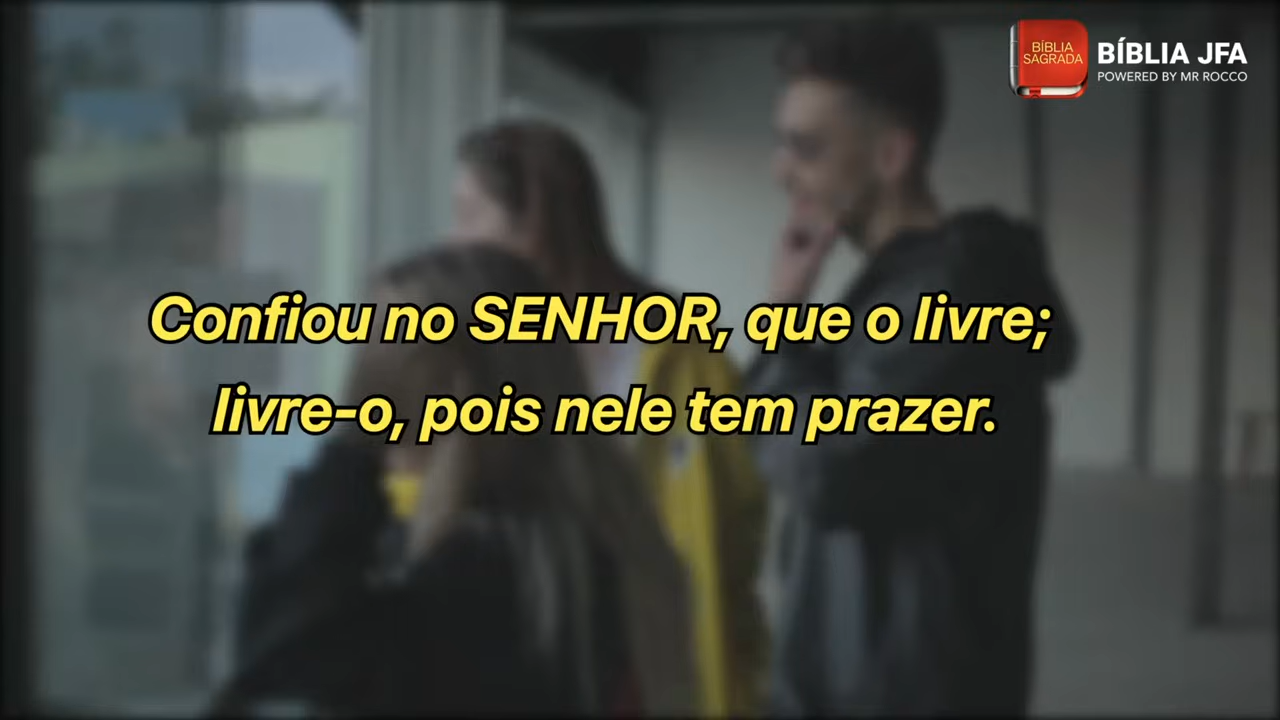 BÍBLIA
SAGRADA
BÍBLIA JFA
POWERED BY MR ROCCO
Confiou no SENHOR, que o livre;
livre-o, pois nele tem prazer.